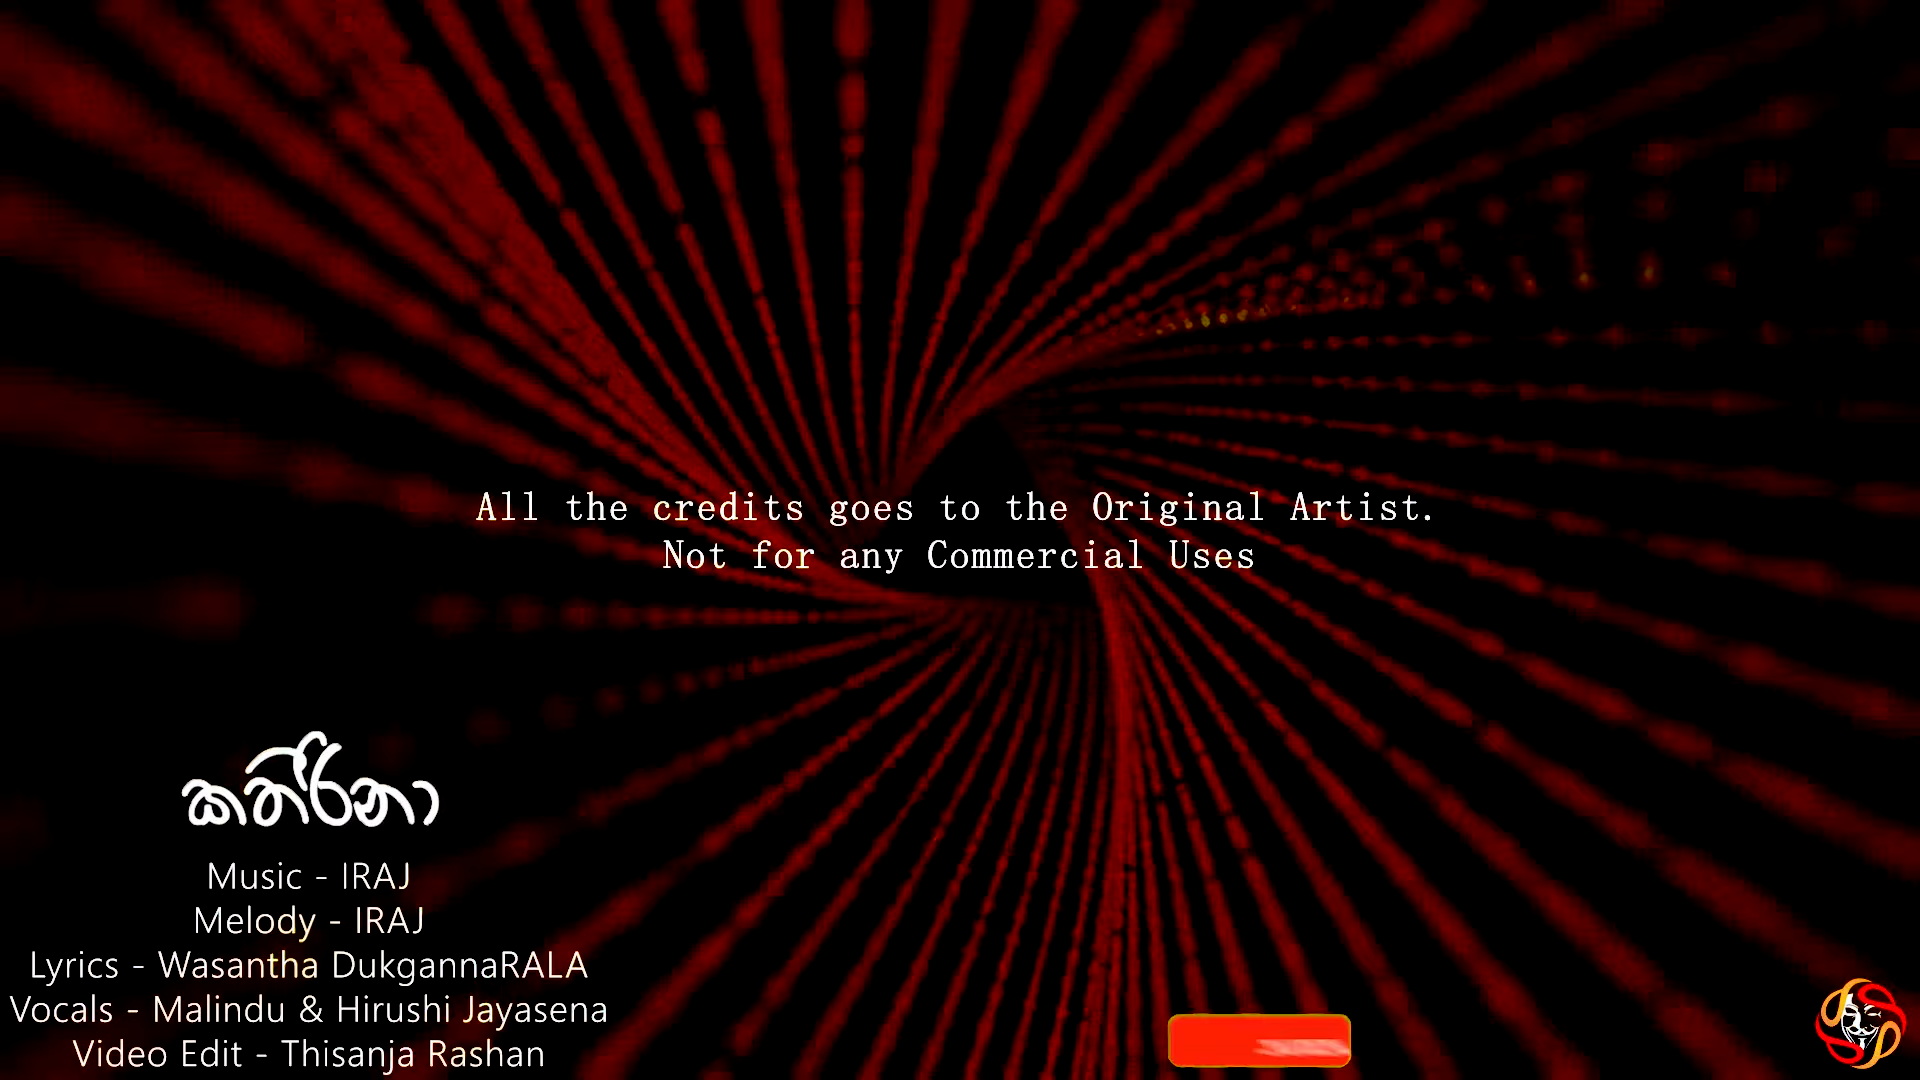 All the credits goes to the Original Artist.
Not for any Commercial Uses
කතිරිනා
Music - IRAJ
Melody - IRAJ
Lyrics - Wasantha DukgannaRALA
Vocals - Malindu & Hirushi Jayasena
Video Edit - Thisanja Rashan